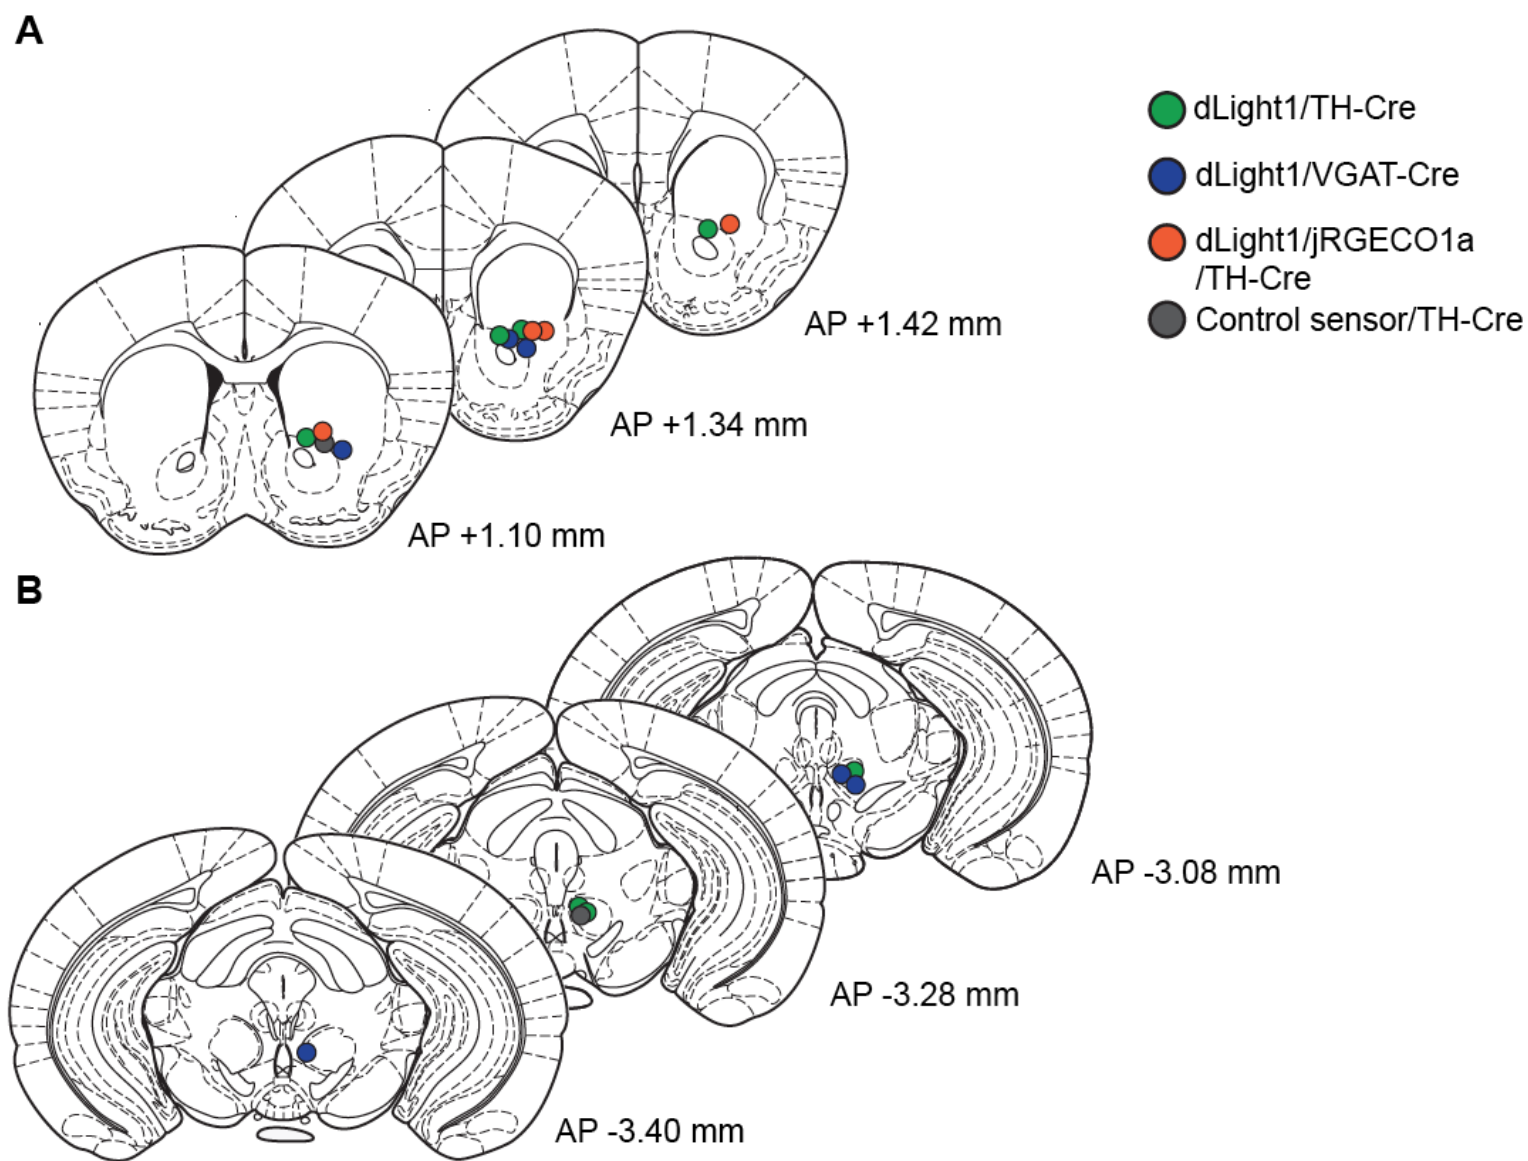 A
dLight1/TH-Cre
dLight1/VGAT-Cre
dLight1/jRGECO1a
/TH-Cre
Control sensor/TH-Cre
AP +1.42 mm
AP +1.34 mm
AP +1.10 mm
B
AP -3.08 mm
AP -3.28 mm
AP -3.40 mm